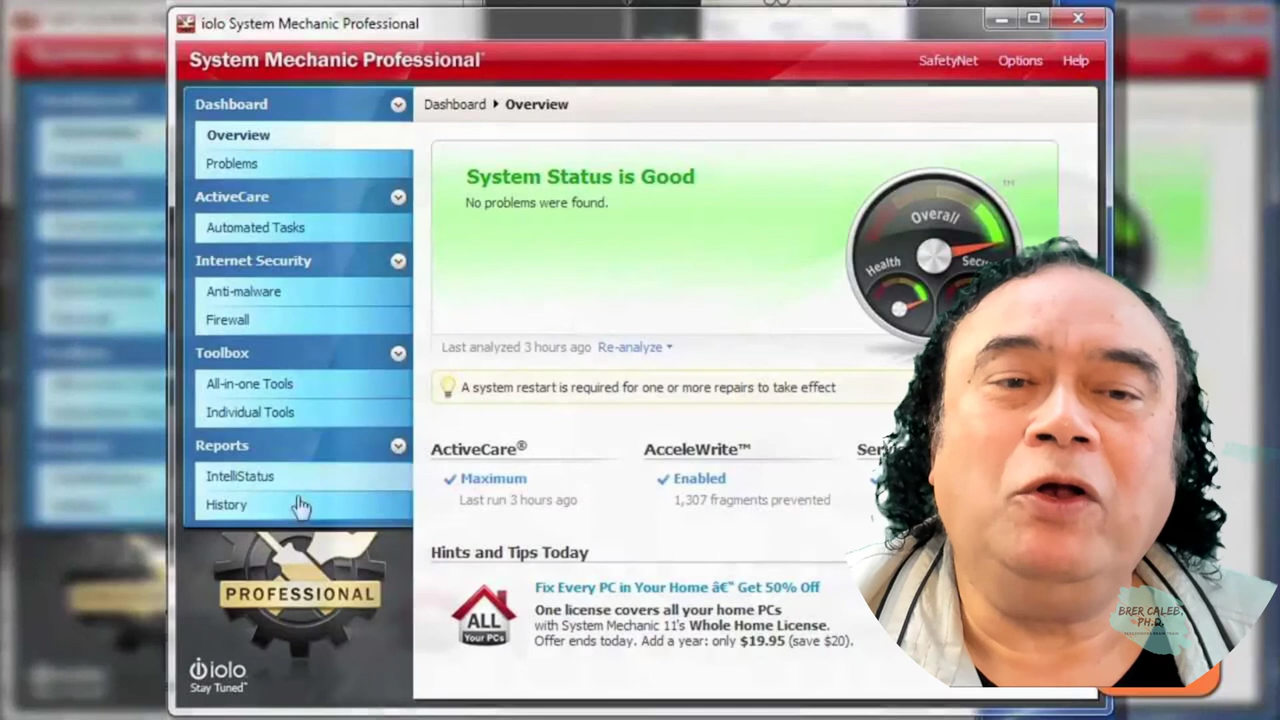 iolo System Mechanic Professional
System Mechanic Professional®
SafetyNet Options Help
Dashboard
Overview
Problems
ActiveCare
Automated Tasks
Internet Security
Anti-malware
Firewall
Toolbox
All-in-one Tools
Individual Tools
Reports
IntelliStatus
History
PROFESSIONAL
iolo
Stay Tuned™
Dashboard Overview
System Status is Good
No problems were found.
TM
Overall
Health
Last analyzed 3 hours ago Re-analyze
A system restart is required for one or more repairs to take effect
ActiveCare®
Maximum
Last run 3 hours ago
AcceleWrite™
Enabled
1,307 fragments prevented
Hints and Tips Today
ALL
Your PCs
Fix Every PC in Your Home â€" Get 50% Off
One license covers all your home PCs
with System Mechanic 11's Whole Home License.
Offer ends today. Add a year: only $19.95 (save $20).
BRER CALEB,
PH.D.